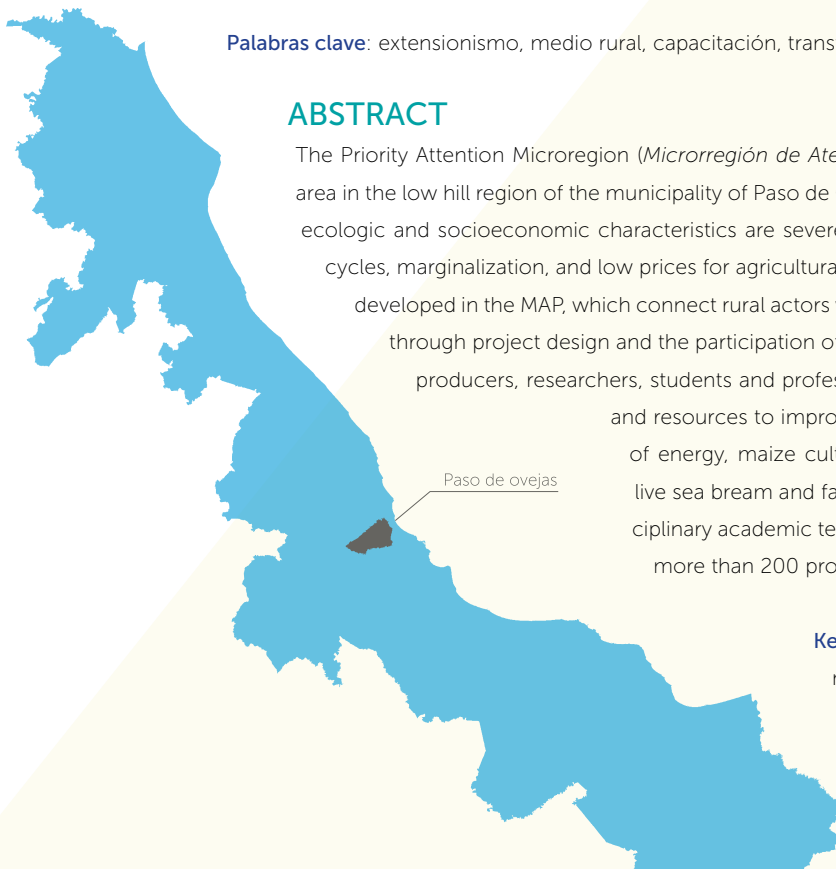 Palabras clave: extensionismo, medio rural, capacitación, trans
ABSTRACT
The Priority Attention Microregion (Microrregión de Ate
area in the low hill region of the municipality of Paso de
ecologic and socioeconomic characteristics are severe
cycles, marginalization, and low prices for agricultura
developed in the MAP, which connect rural actors
through project design and the participation of
producers, researchers, students and profes
and resources to impro
of energy, maize cul
Paso de ovejas
live sea bream and fa
ciplinary academic te
more than 200 pro
Ke